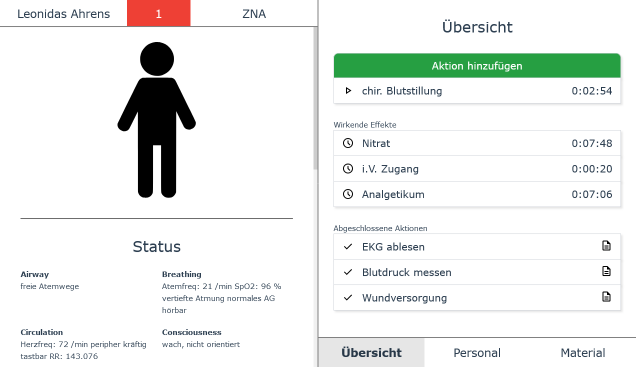 Leonidas Ahrens
1
ZNA
Status
Airway
freie Atemwege
Breathing
Atemfreq: 21 /min SpO2: 96 %
vertiefte Atmung normales AG
hörbar
Circulation
Herzfreq: 72 /min peripher kräftig
tastbar RR: 143.076
Consciousness
wach, nicht orientiert
Übersicht
Aktion hinzufügen
chir. Blutstillung 0:02:54
Wirkende Effekte
Nitrat 0:07:48
i.V. Zugang 0:00:20
Analgetikum 0:07:06
Abgeschlossene Aktionen
EKG ablesen
Blutdruck messen
Wundversorgung
Übersicht Personal Material